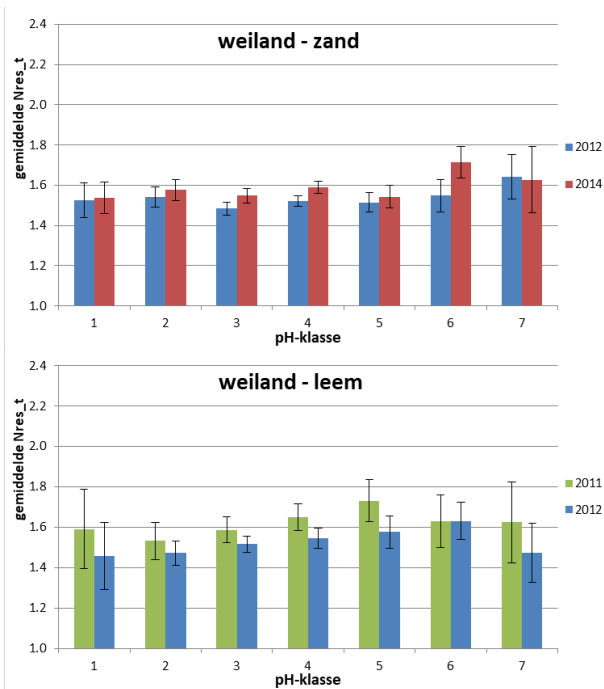 weiland - zand
gemiddelde Nres_t
2.4
2.2
2.0
1.8
1.6
1.4
1.2
1.0
1 2 3 4 5 6 7
pH-klasse
2012
2014
weiland - leem
gemiddelde Nres_t
2.4
2.2
2.0
1.8
1.6
1.4
1.2
1.0
1 2 3 4 5 6 7
pH-klasse
2011
2012